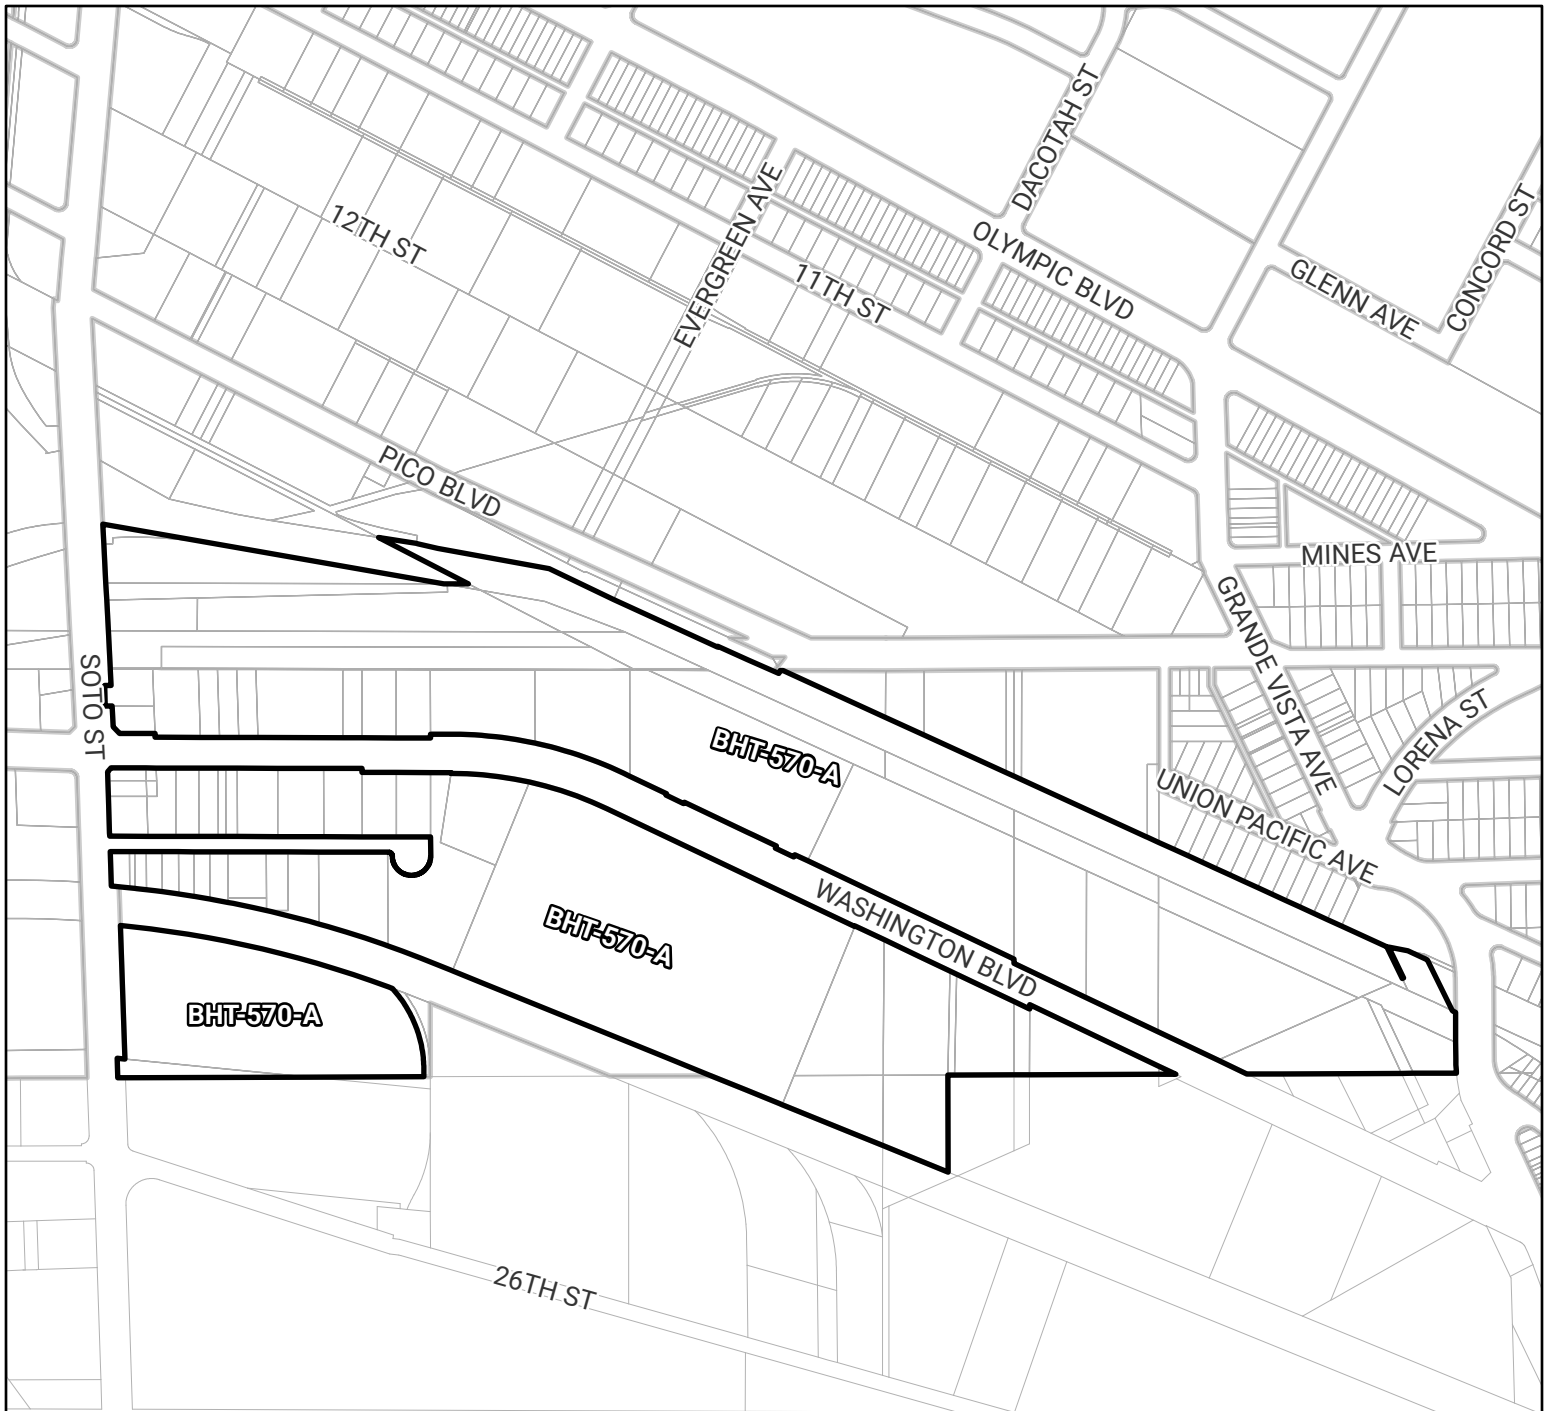 DACOTAH ST
12TH ST
EVERGREEN AVE
OLYMPIC BLVD
CONCORD ST
11TH ST
GLENN AVE
PICO BLVD
MINES AVE
GRANDE VISTA AVE
SOTO ST
LORENA ST
BHT-570-A
UNION PACIFIC AVE
WASHINGTON BLVD
BHT-570-A
BHT-570-A
26TH ST